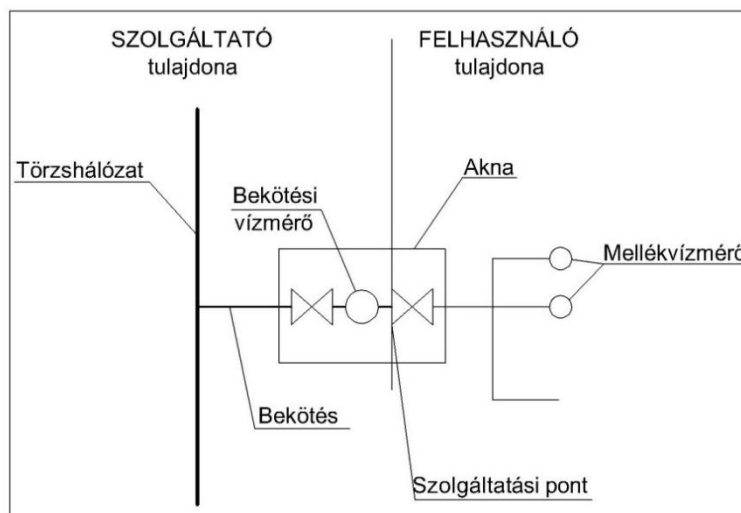 SZOLGÁLTATÓ
tulajdona
FELHASZNÁLÓ
tulajdona
Törzshálózat
Akna
Bekötési
vízmérő
Mellékvízmérő
Bekötés
Szolgáltatási pont